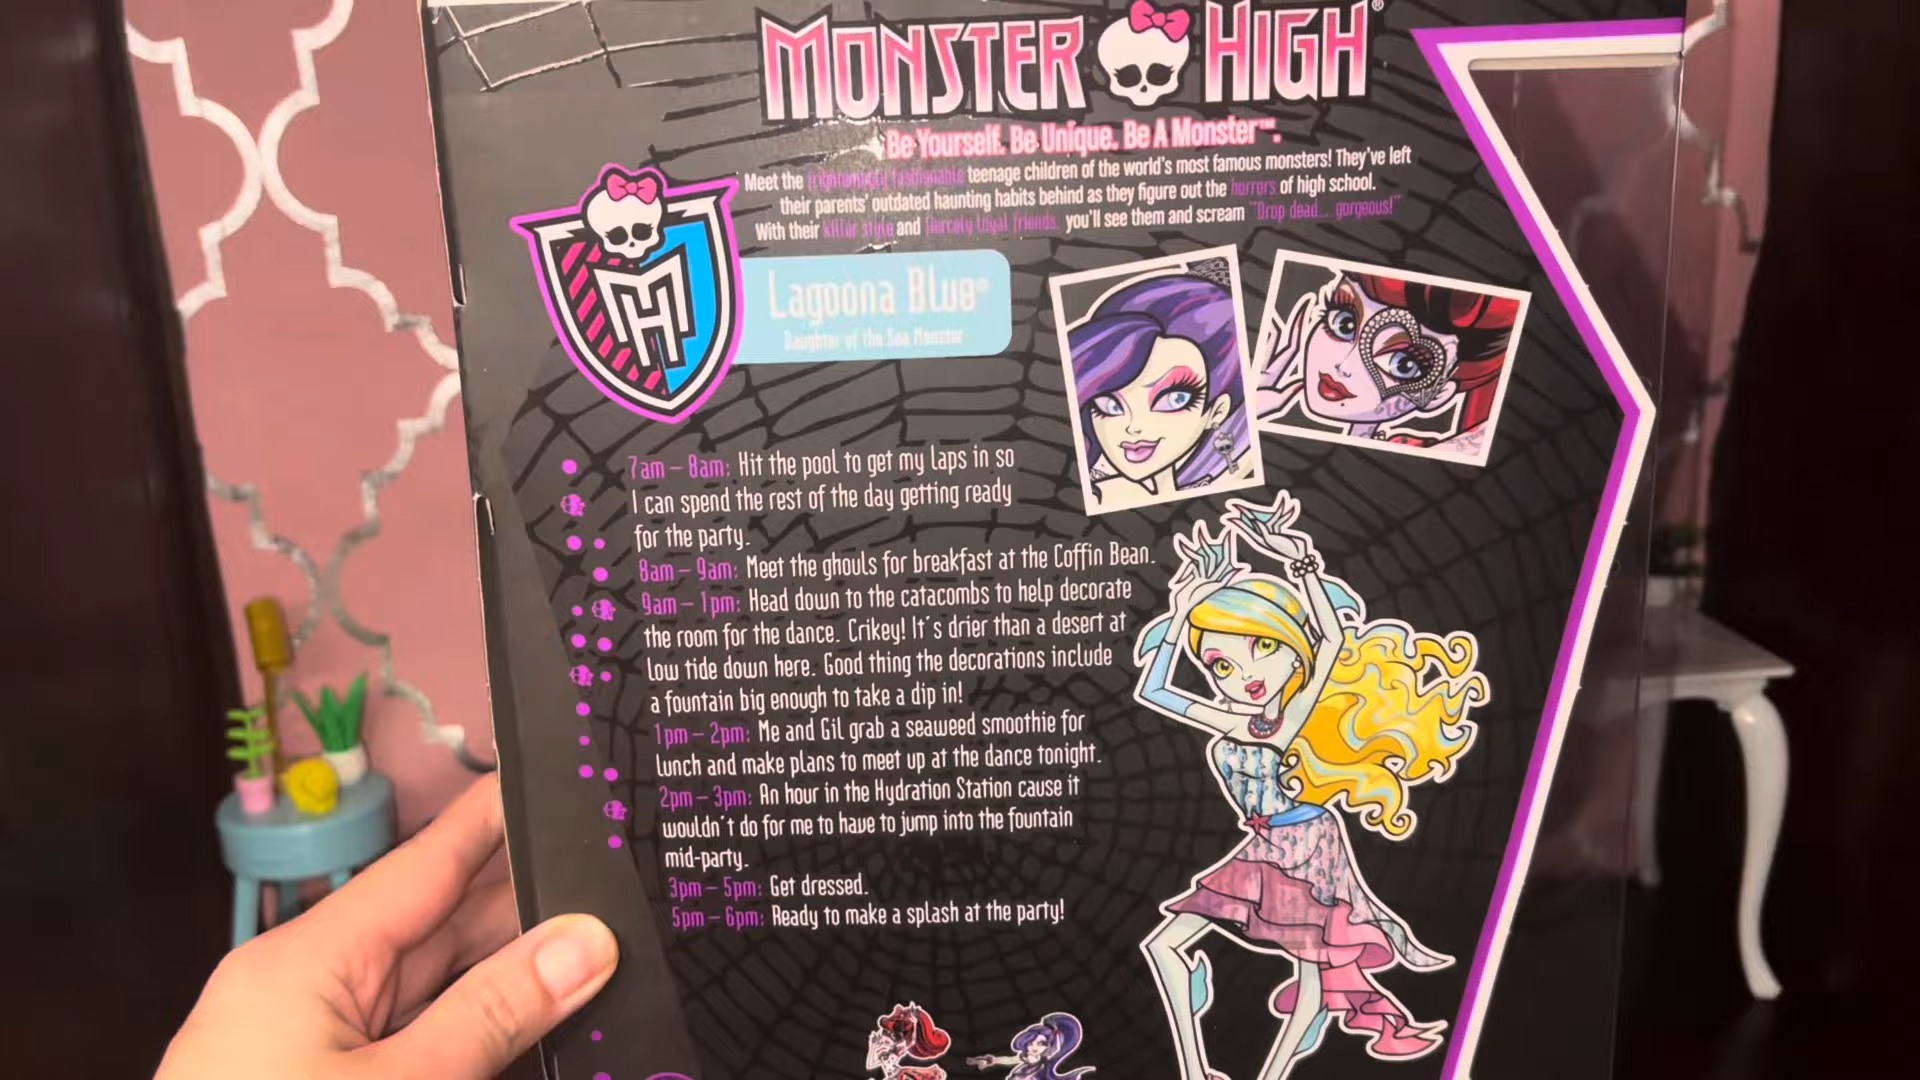 MONSTER HIGH®
Be Yourself. Be Unique. Be A Monster™.
Meet the frighteningly fashionable teenage children of the world's most famous monsters! They've left
their parents' outdated haunting habits behind as they figure out the horrors of high school.
With their killer style and fiercely loyal friends, you'll see them and scream "Drop dead... gorgeous!"
MH
Lagoona Blue®
Daughter of the Sea Monster
7am – 8am: Hit the pool to get my laps in so
I can spend the rest of the day getting ready
for the party.
8am – 9am: Meet the ghouls for breakfast at the Coffin Bean.
9am – 1pm: Head down to the catacombs to help decorate
the room for the dance. Crikey! It's drier than a desert at
low tide down here. Good thing the decorations include
a fountain big enough to take a dip in!
1pm – 2pm: Me and Gil grab a seaweed smoothie for
lunch and make plans to meet up at the dance tonight.
2pm – 3pm: An hour in the Hydration Station cause it
wouldn't do for me to have to jump into the fountain
mid-party.
3pm – 5pm: Get dressed.
5pm – 6pm: Ready to make a splash at the party!